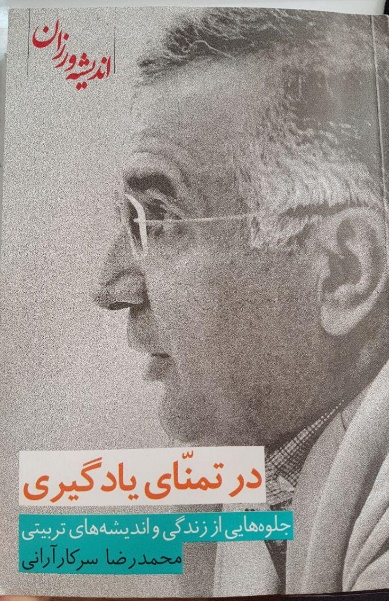 اندیشه‌ورزان
در تمنّای یادگیری
جلوه‌هایی از زندگی و اندیشه‌های تربیتی
محمدرضا سرکارآرانی